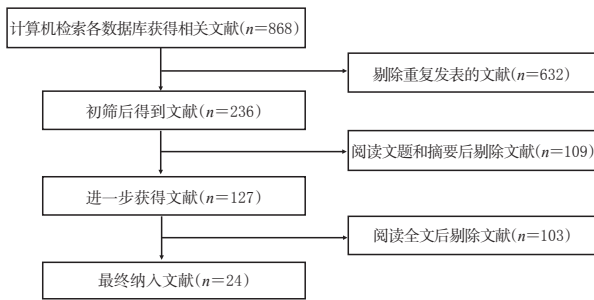 计算机检索各数据库获得相关文献(n=868)
剔除重复发表的文献(n=632)
初筛后得到文献(n=236)
阅读文题和摘要后剔除文献(n=109)
进一步获得文献(n=127)
阅读全文后剔除文献(n=103)
最终纳入文献(n=24)